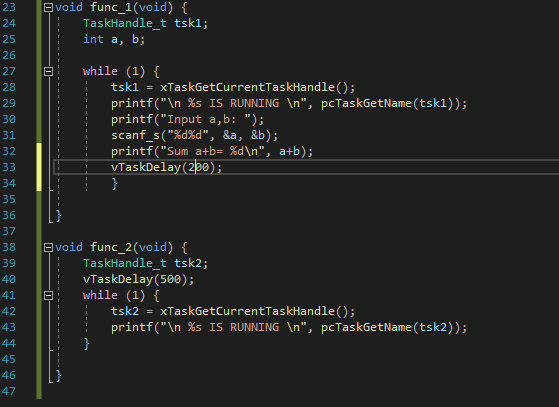 23 void func_1(void) {
24 TaskHandle_t tsk1;
25 int a, b;
26
27 while (1) {
28 tsk1 = xTaskGetCurrentTaskHandle();
29 printf("\n %s IS RUNNING \n", pcTaskGetName(tsk1));
30 printf("Input a,b: ");
31 scanf_s("%d%d", &a, &b);
32 printf("Sum a+b= %d\n", a+b);
33 vTaskDelay(200);
34 }
35
36 }
37
38 void func_2(void) {
39 TaskHandle_t tsk2;
40 vTaskDelay(500);
41 while (1) {
42 tsk2 = xTaskGetCurrentTaskHandle();
43 printf("\n %s IS RUNNING \n", pcTaskGetName(tsk2));
44 }
45
46 }
47